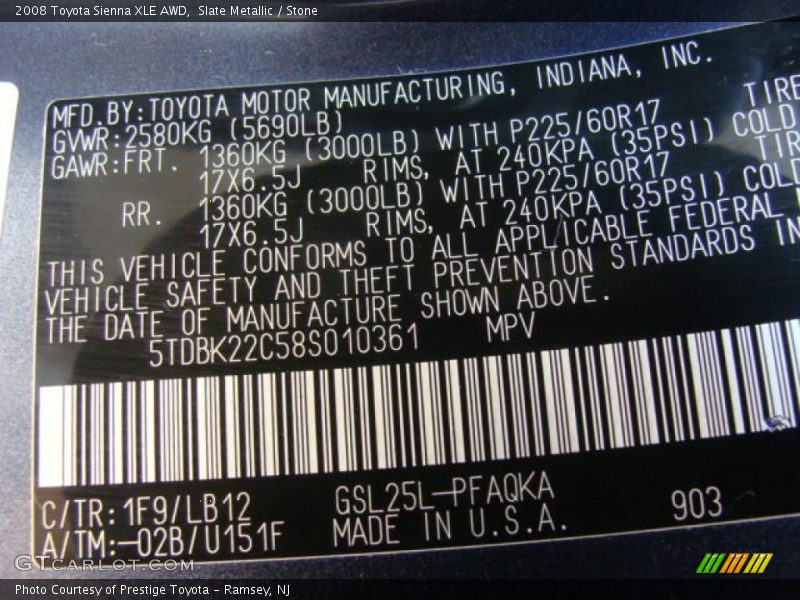 2008 Toyota Sienna XLE AWD,  Slate Metallic / Stone
MFD.BY:TOYOTA MOTOR MANUFACTURING, INDIANA, INC.
GVWR:2580KG (5690LB)
GAWR:FRT. 1360KG (3000LB) WITH P225/60R17 TIRE
17X6.5J RIMS, AT 240KPA (35PSI) COLD
RR. 1360KG (3000LB) WITH P225/60R17 TIR
17X6.5J RIMS, AT 240KPA (35PSI) COLD
THIS VEHICLE CONFORMS TO ALL APPLICABLE FEDERAL
VEHICLE SAFETY AND THEFT PREVENTION STANDARDS IN
THE DATE OF MANUFACTURE SHOWN ABOVE.
5TDBK22C58S010361 MPV
C/TR:1F9/LB12 GSL25L-PFAQKA 903
A/TM:-02B/U151F MADE IN U.S.A.
GTcarlot.com
Photo Courtesy of Prestige Toyota - Ramsey, NJ